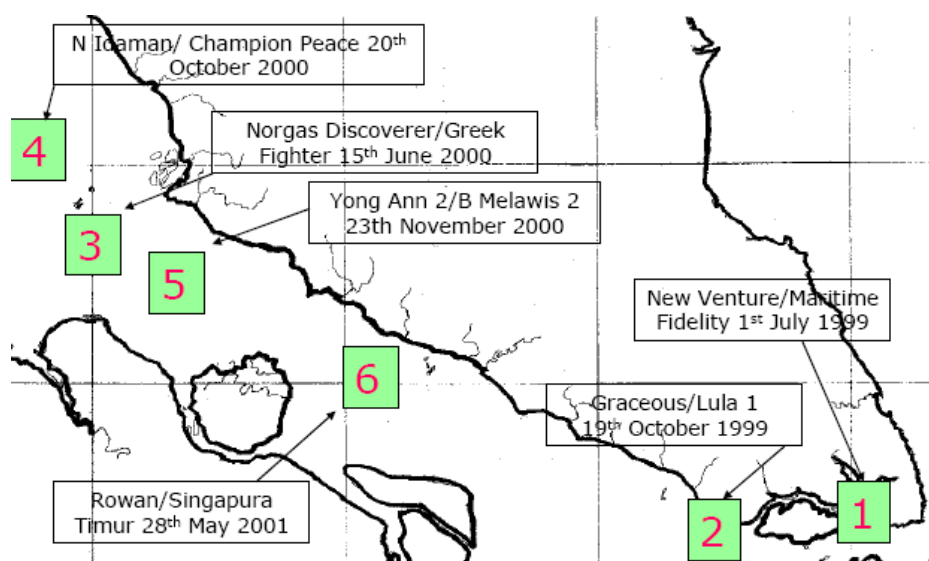 N Idaman/ Champion Peace 20th
October 2000
4
Norgas Discoverer/Greek
Fighter 15th June 2000
Yong Ann 2/B Melawis 2
23th November 2000
3
5
New Venture/Maritime
Fidelity 1st July 1999
6
Graceous/Lula 1
19th October 1999
Rowan/Singapura
Timur 28th May 2001
2
1